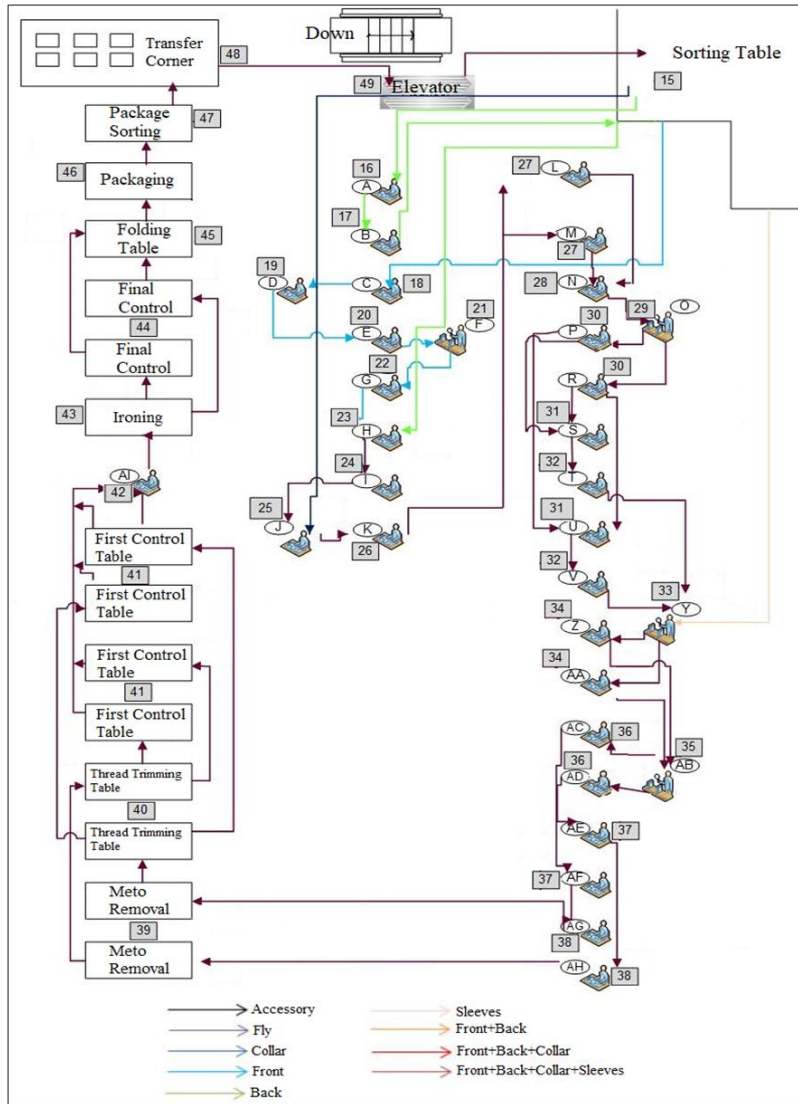 Down
Transfer
Corner
48
49
Elevator
Sorting Table
15
Package
Sorting
47
46
Packaging
16
A
17
B
27
L
M
27
Folding
Table
45
19
D
C
18
28
N
Final
Control
44
20
E
21
F
29
O
30
P
Final
Control
22
G
30
R
43
Ironing
23
H
31
S
AI
42
24
I
32
T
25
J
K
26
31
U
First Control
Table
41
32
V
33
Y
First Control
Table
34
Z
First Control
Table
41
34
AA
First Control
Table
AC
36
35
AB
Thread Trimming
Table
36
AD
40
Thread Trimming
Table
AE
37
Meto
Removal
37
AF
39
AG
38
Meto
Removal
AH
38
Accessory
Fly
Collar
Front
Back
Sleeves
Front+Back
Front+Back+Collar
Front+Back+Collar+Sleeves